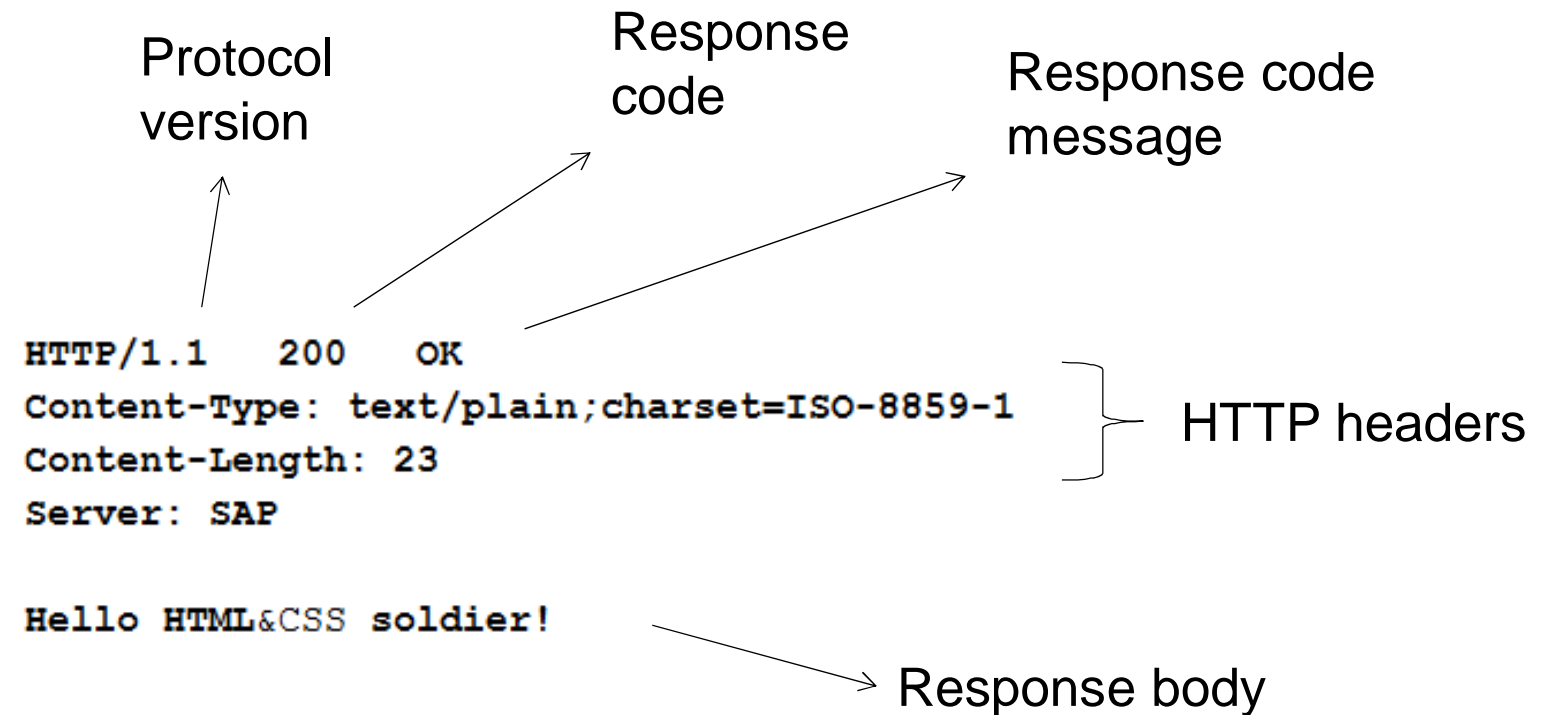 Protocol
version
Response
code
Response code
message
HTTP/1.1 200 OK
Content-Type: text/plain;charset=ISO-8859-1
Content-Length: 23
Server: SAP
HTTP headers
Hello HTML&CSS soldier!
Response body